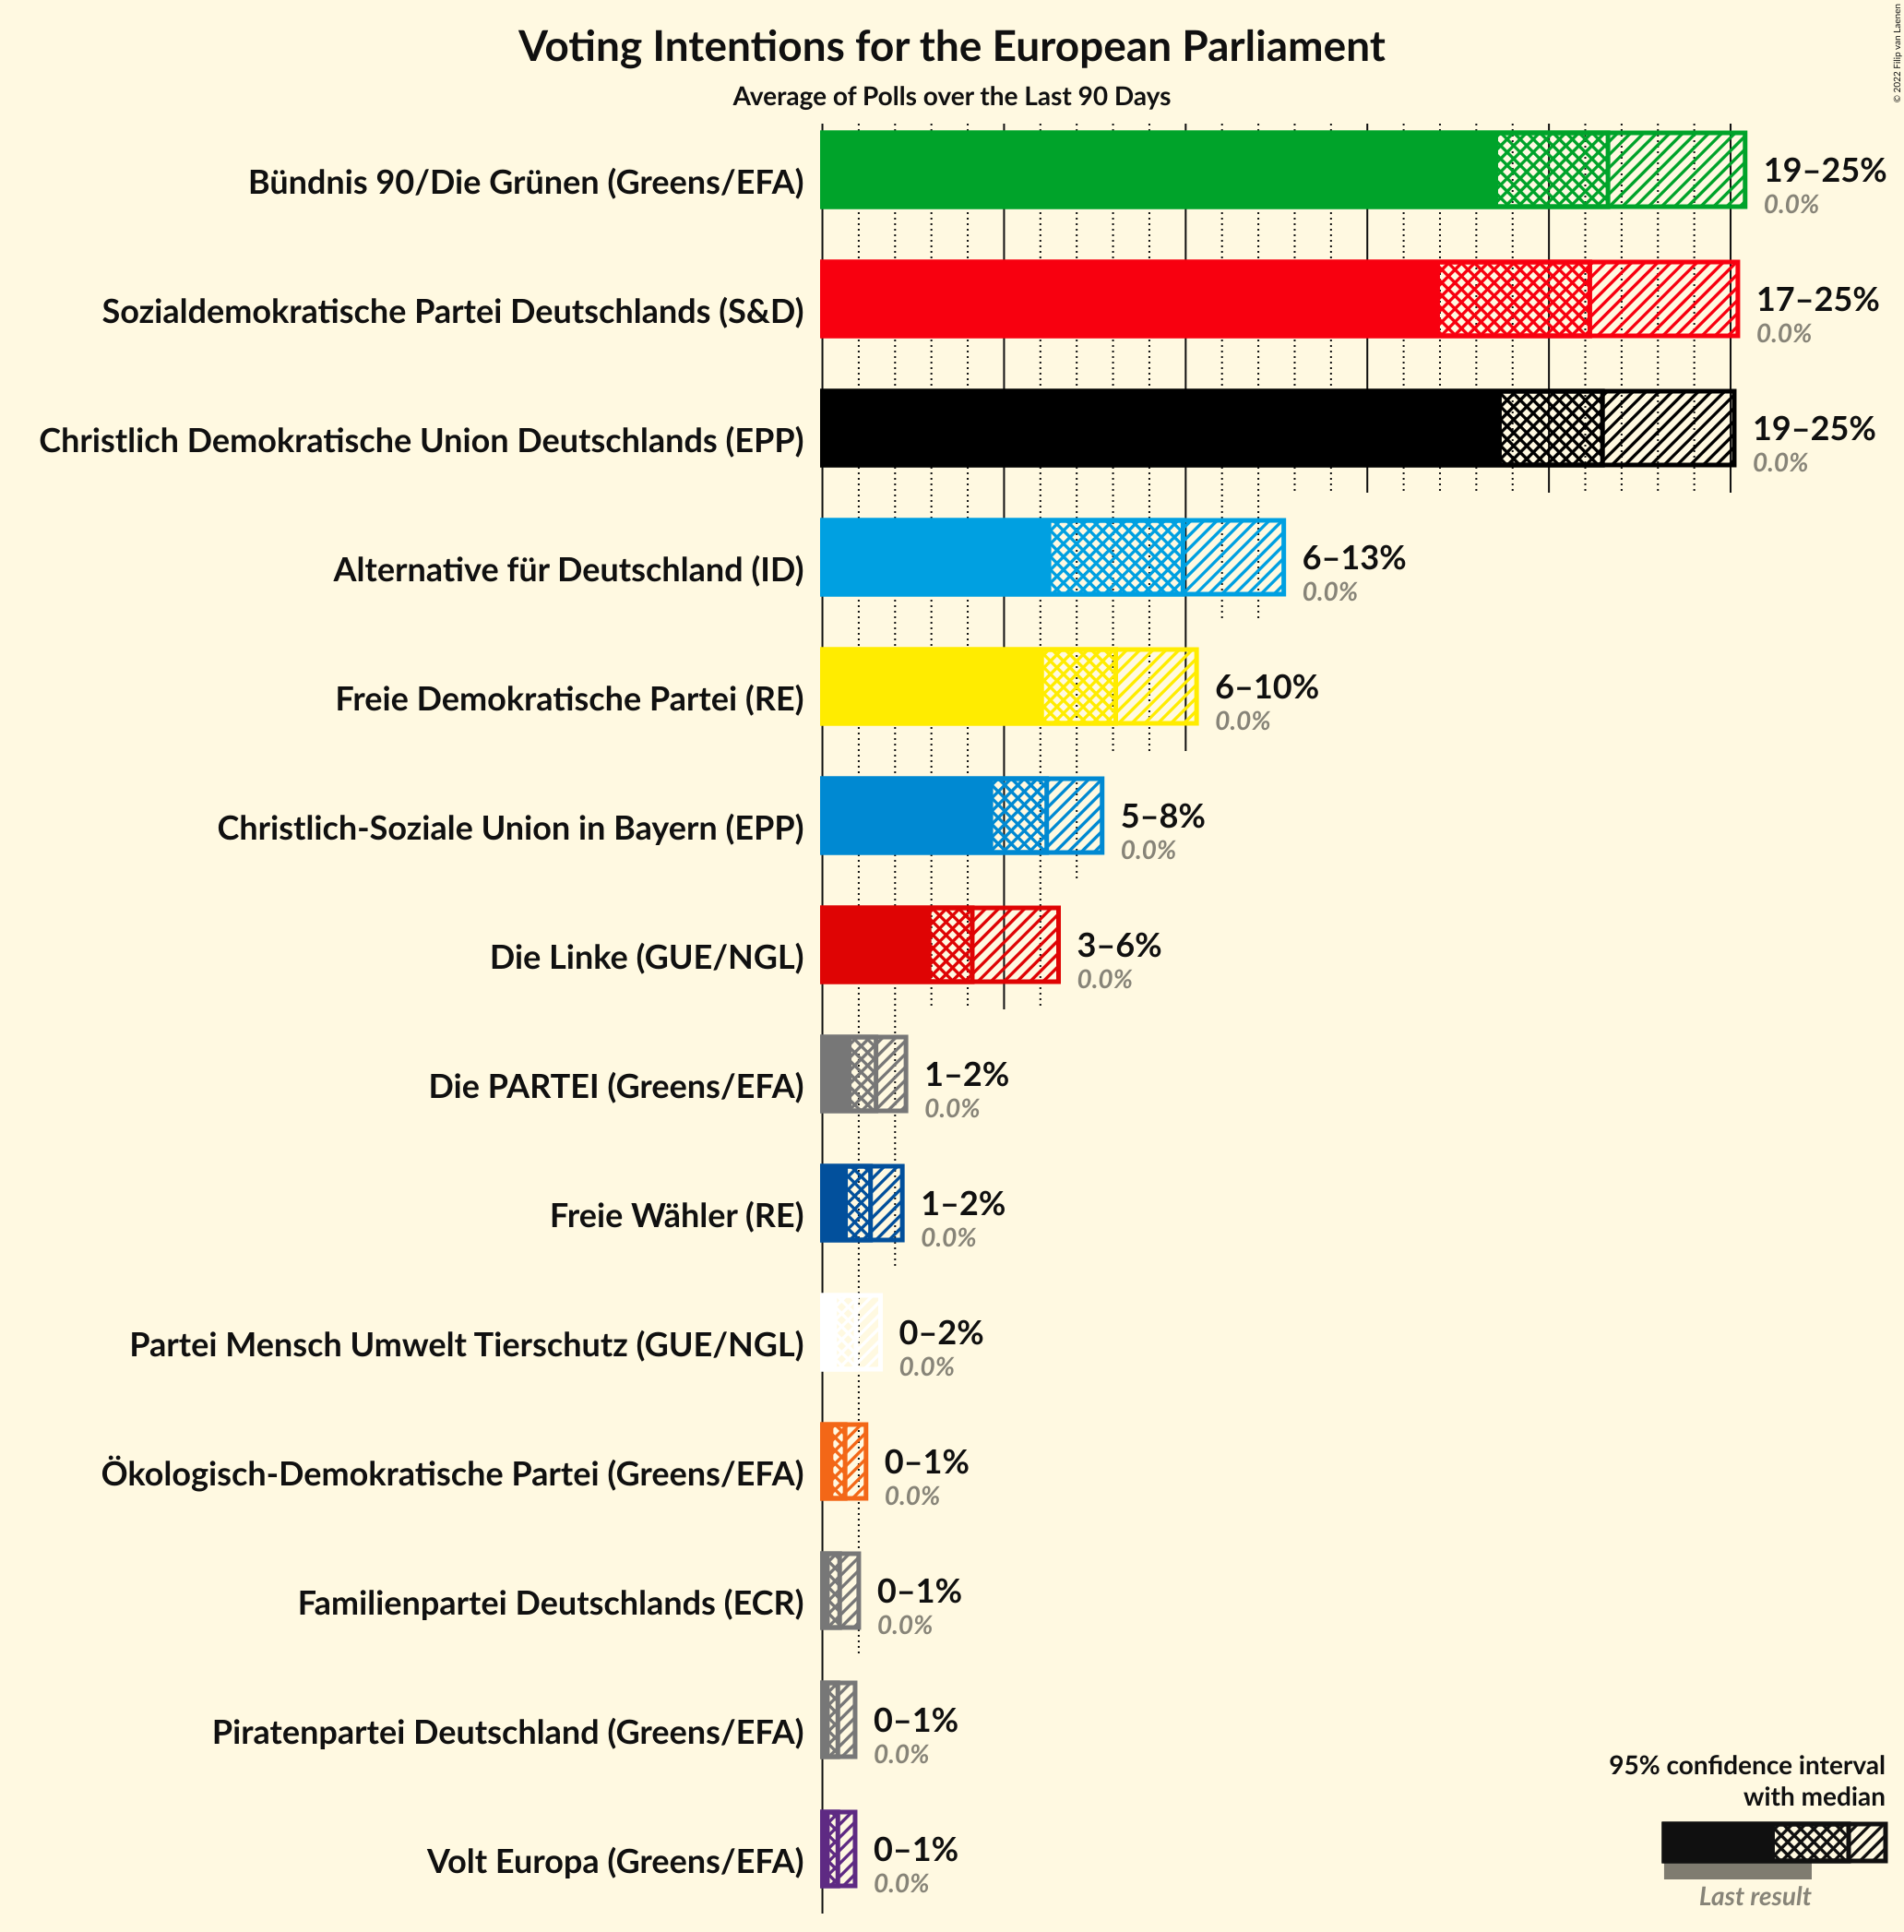 Voting Intentions for the European Parliament
Average of Polls over the Last 90 Days
© 2022 Filip van Laenen
Bündnis 90/Die Grünen (Greens/EFA)
19–25%
0.0%
Sozialdemokratische Partei Deutschlands (S&D)
17–25%
0.0%
Christlich Demokratische Union Deutschlands (EPP)
19–25%
0.0%
Alternative für Deutschland (ID)
6–13%
0.0%
Freie Demokratische Partei (RE)
6–10%
0.0%
Christlich-Soziale Union in Bayern (EPP)
5–8%
0.0%
Die Linke (GUE/NGL)
3–6%
0.0%
Die PARTEI (Greens/EFA)
1–2%
0.0%
Freie Wähler (RE)
1–2%
0.0%
Partei Mensch Umwelt Tierschutz (GUE/NGL)
0–2%
0.0%
Ökologisch-Demokratische Partei (Greens/EFA)
0–1%
0.0%
Familienpartei Deutschlands (ECR)
0–1%
0.0%
Piratenpartei Deutschland (Greens/EFA)
0–1%
0.0%
Volt Europa (Greens/EFA)
0–1%
0.0%
95% confidence interval
with median
Last result